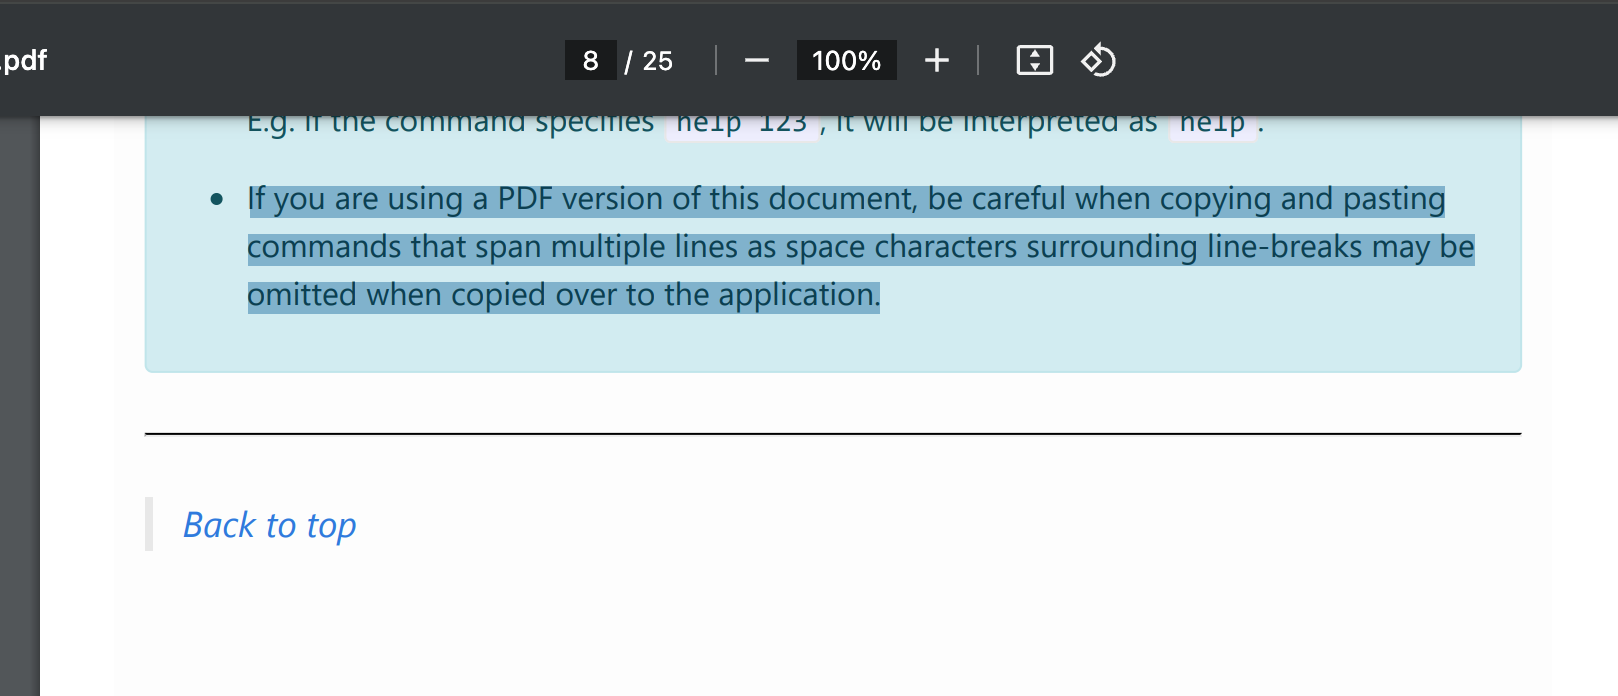 .pdf
8 / 25
100%
E.g. if the command specifies help 123 , it will be interpreted as help .
• If you are using a PDF version of this document, be careful when copying and pasting
commands that span multiple lines as space characters surrounding line-breaks may be
omitted when copied over to the application.
Back to top